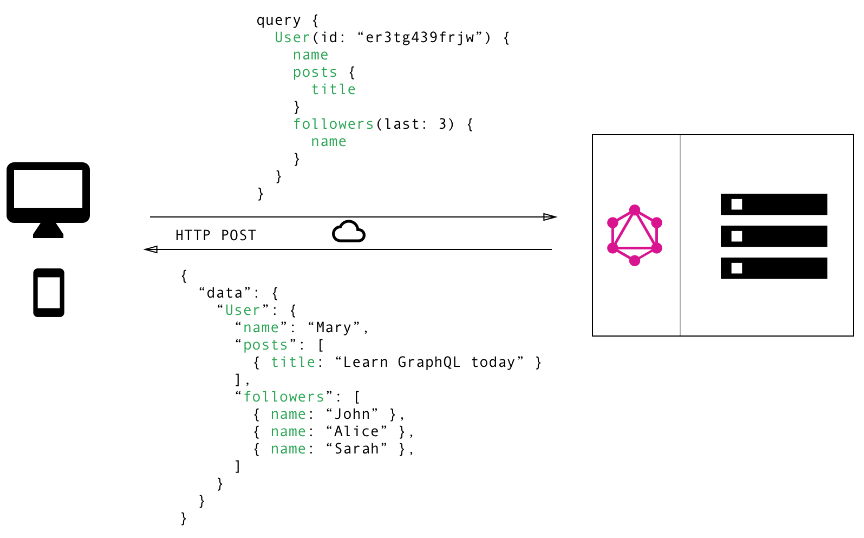 query {
  User(id: “er3tg439frjw”) {
    name
    posts {
      title
    }
    followers(last: 3) {
      name
    }
  }
}
HTTP POST
{
  “data”: {
    “User”: {
      “name”: “Mary”,
      “posts”: [
        { title: “Learn GraphQL today” }
      ],
      “followers”: [
        { name: “John” },
        { name: “Alice” },
        { name: “Sarah” },
      ]
    }
  }
}